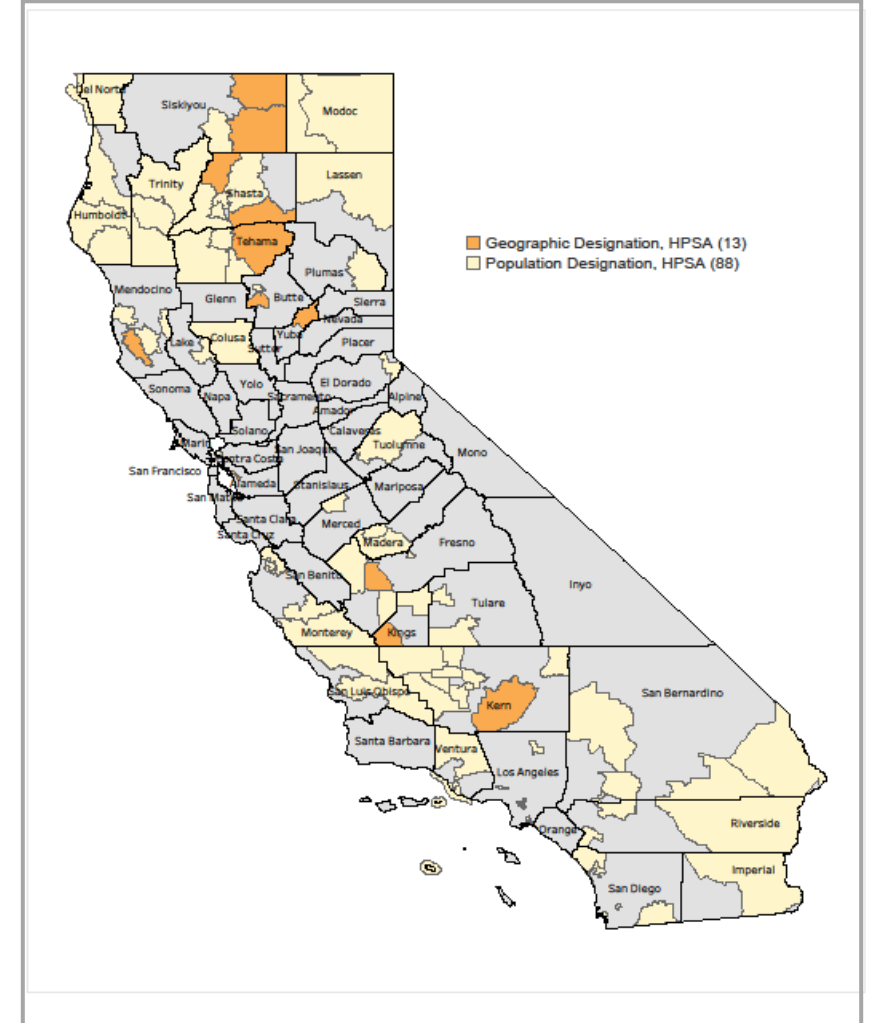 Del Norte
Siskiyou
Modoc
Trinity
Shasta
Lassen
Humboldt
Tehama
Plumas
Mendocino
Glenn
Butte
Sierra
Nevada
Lake
Colusa
Yuba
Sutter
Placer
Sonoma
Napa
Yolo
El Dorado
Sacramento
Alpine
Amador
Solano
Calaveras
Marin
Contra Costa
San Joaquin
Tuolumne
Mono
San Francisco
Alameda
Stanislaus
Mariposa
San Mateo
Santa Clara
Merced
Santa Cruz
Madera
Fresno
San Benito
Inyo
Tulare
Monterey
Kings
San Luis Obispo
Kern
San Bernardino
Santa Barbara
Ventura
Los Angeles
Orange
Riverside
Imperial
San Diego
Geographic Designation, HPSA (13)
Population Designation, HPSA (88)